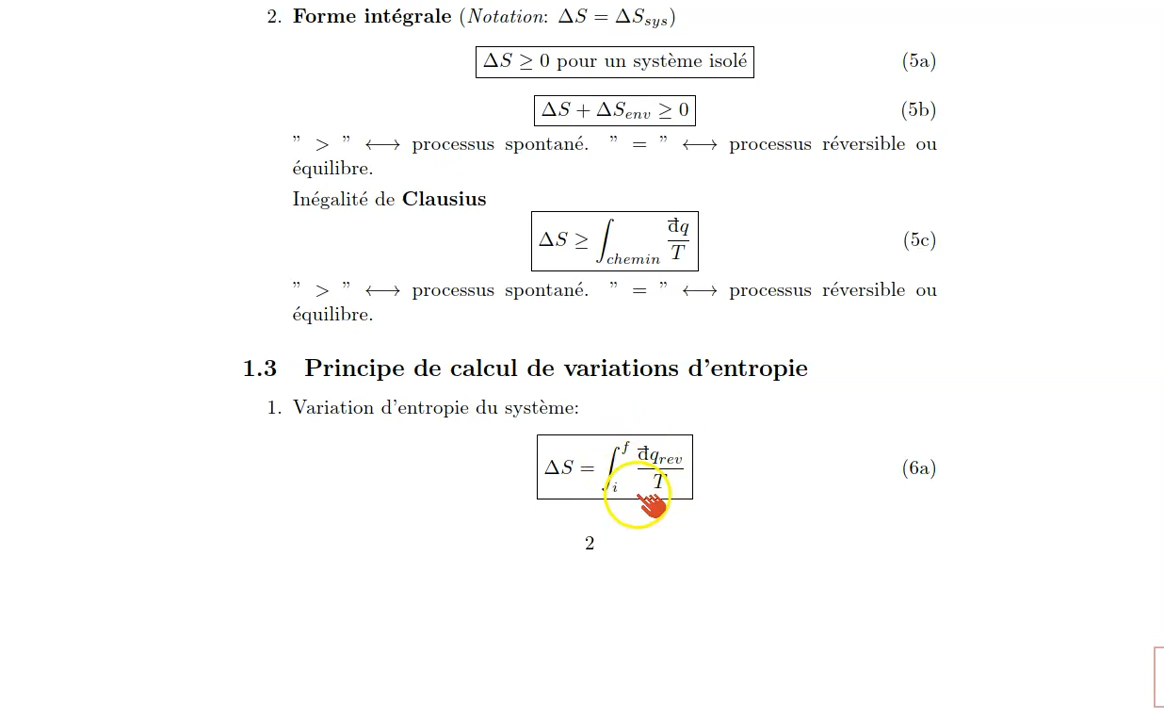 2. Forme intégrale (Notation: ΔS = ΔS_sys)
ΔS ≥ 0 pour un système isolé (5a)
ΔS + ΔS_env ≥ 0 (5b)
” > ” ⟷ processus spontané. ” = ” ⟷ processus réversible ou
équilibre.
Inégalité de Clausius
ΔS ≥ ∫_chemin đq/T (5c)
” > ” ⟷ processus spontané. ” = ” ⟷ processus réversible ou
équilibre.
1.3 Principe de calcul de variations d’entropie
1. Variation d’entropie du système:
ΔS = ∫_i^f đq_rev/T (6a)
2